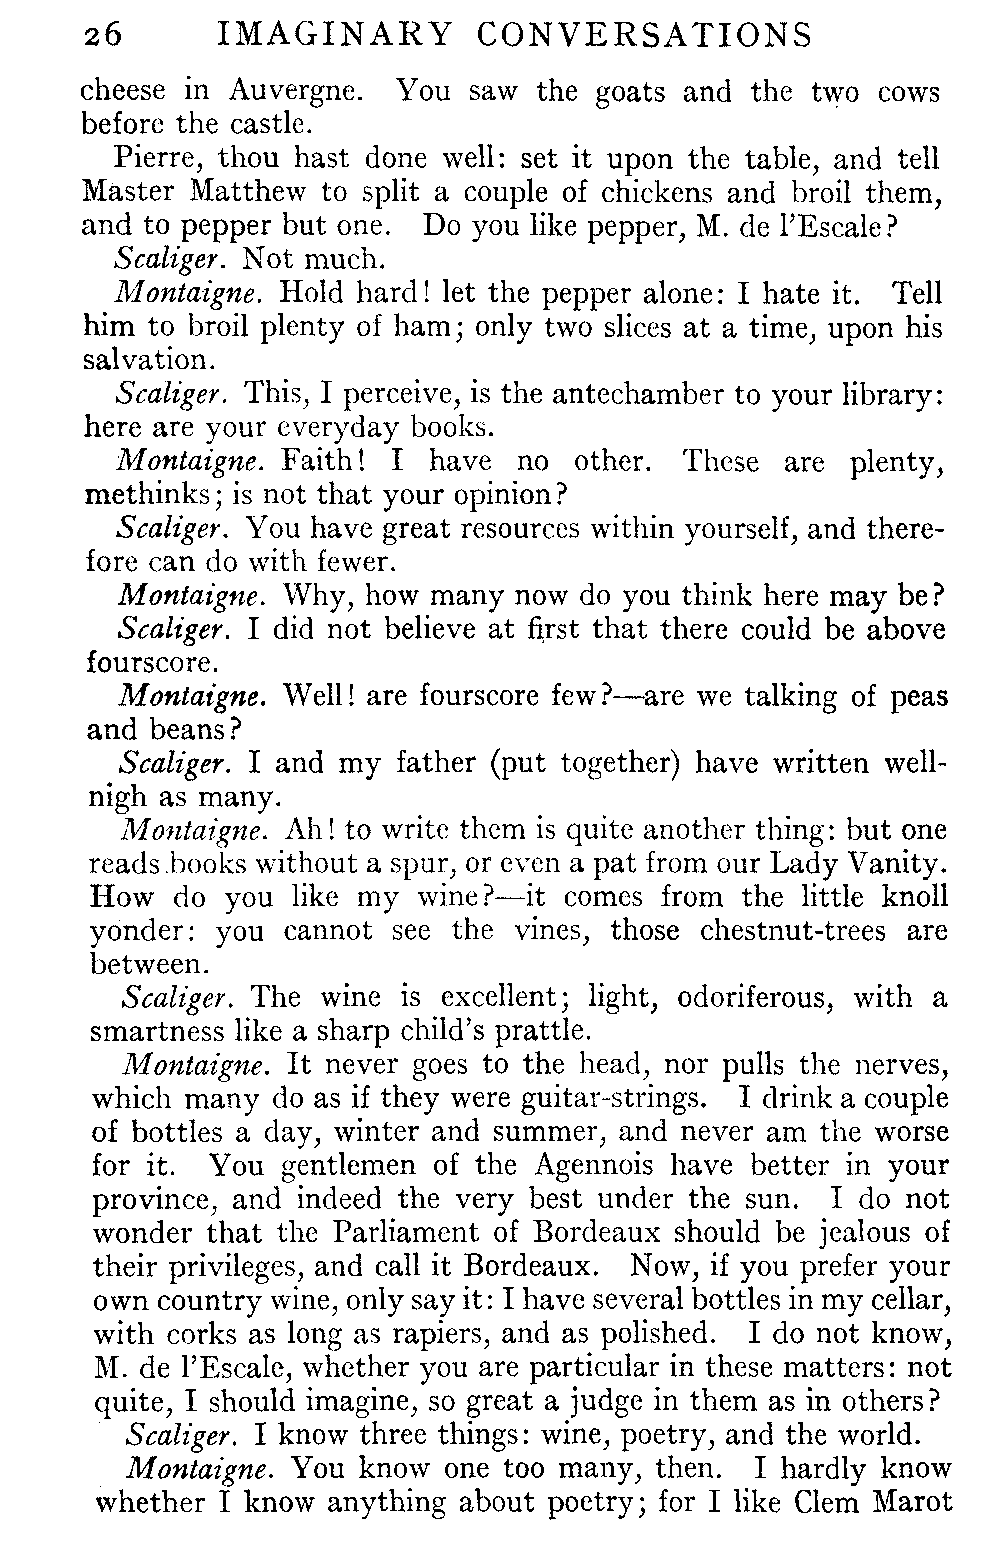 26 IMAGINARY CONVERSATIONS
cheese in Auvergne. You saw the goats and the two cows
before the castle.
Pierre, thou hast done well: set it upon the table, and tell
Master Matthew to split a couple of chickens and broil them,
and to pepper but one. Do you like pepper, M. de l'Escale?
Scaliger. Not much.
Montaigne. Hold hard! let the pepper alone: I hate it. Tell
him to broil plenty of ham; only two slices at a time, upon his
salvation.
Scaliger. This, I perceive, is the antechamber to your library:
here are your everyday books.
Montaigne. Faith! I have no other. These are plenty,
methinks; is not that your opinion?
Scaliger. You have great resources within yourself, and there-
fore can do with fewer.
Montaigne. Why, how many now do you think here may be?
Scaliger. I did not believe at first that there could be above
fourscore.
Montaigne. Well! are fourscore few?—are we talking of peas
and beans?
Scaliger. I and my father (put together) have written well-
nigh as many.
Montaigne. Ah! to write them is quite another thing: but one
reads books without a spur, or even a pat from our Lady Vanity.
How do you like my wine?—it comes from the little knoll
yonder: you cannot see the vines, those chestnut-trees are
between.
Scaliger. The wine is excellent; light, odoriferous, with a
smartness like a sharp child's prattle.
Montaigne. It never goes to the head, nor pulls the nerves,
which many do as if they were guitar-strings. I drink a couple
of bottles a day, winter and summer, and never am the worse
for it. You gentlemen of the Agennois have better in your
province, and indeed the very best under the sun. I do not
wonder that the Parliament of Bordeaux should be jealous of
their privileges, and call it Bordeaux. Now, if you prefer your
own country wine, only say it: I have several bottles in my cellar,
with corks as long as rapiers, and as polished. I do not know,
M. de l'Escale, whether you are particular in these matters: not
quite, I should imagine, so great a judge in them as in others?
Scaliger. I know three things: wine, poetry, and the world.
Montaigne. You know one too many, then. I hardly know
whether I know anything about poetry; for I like Clem Marot